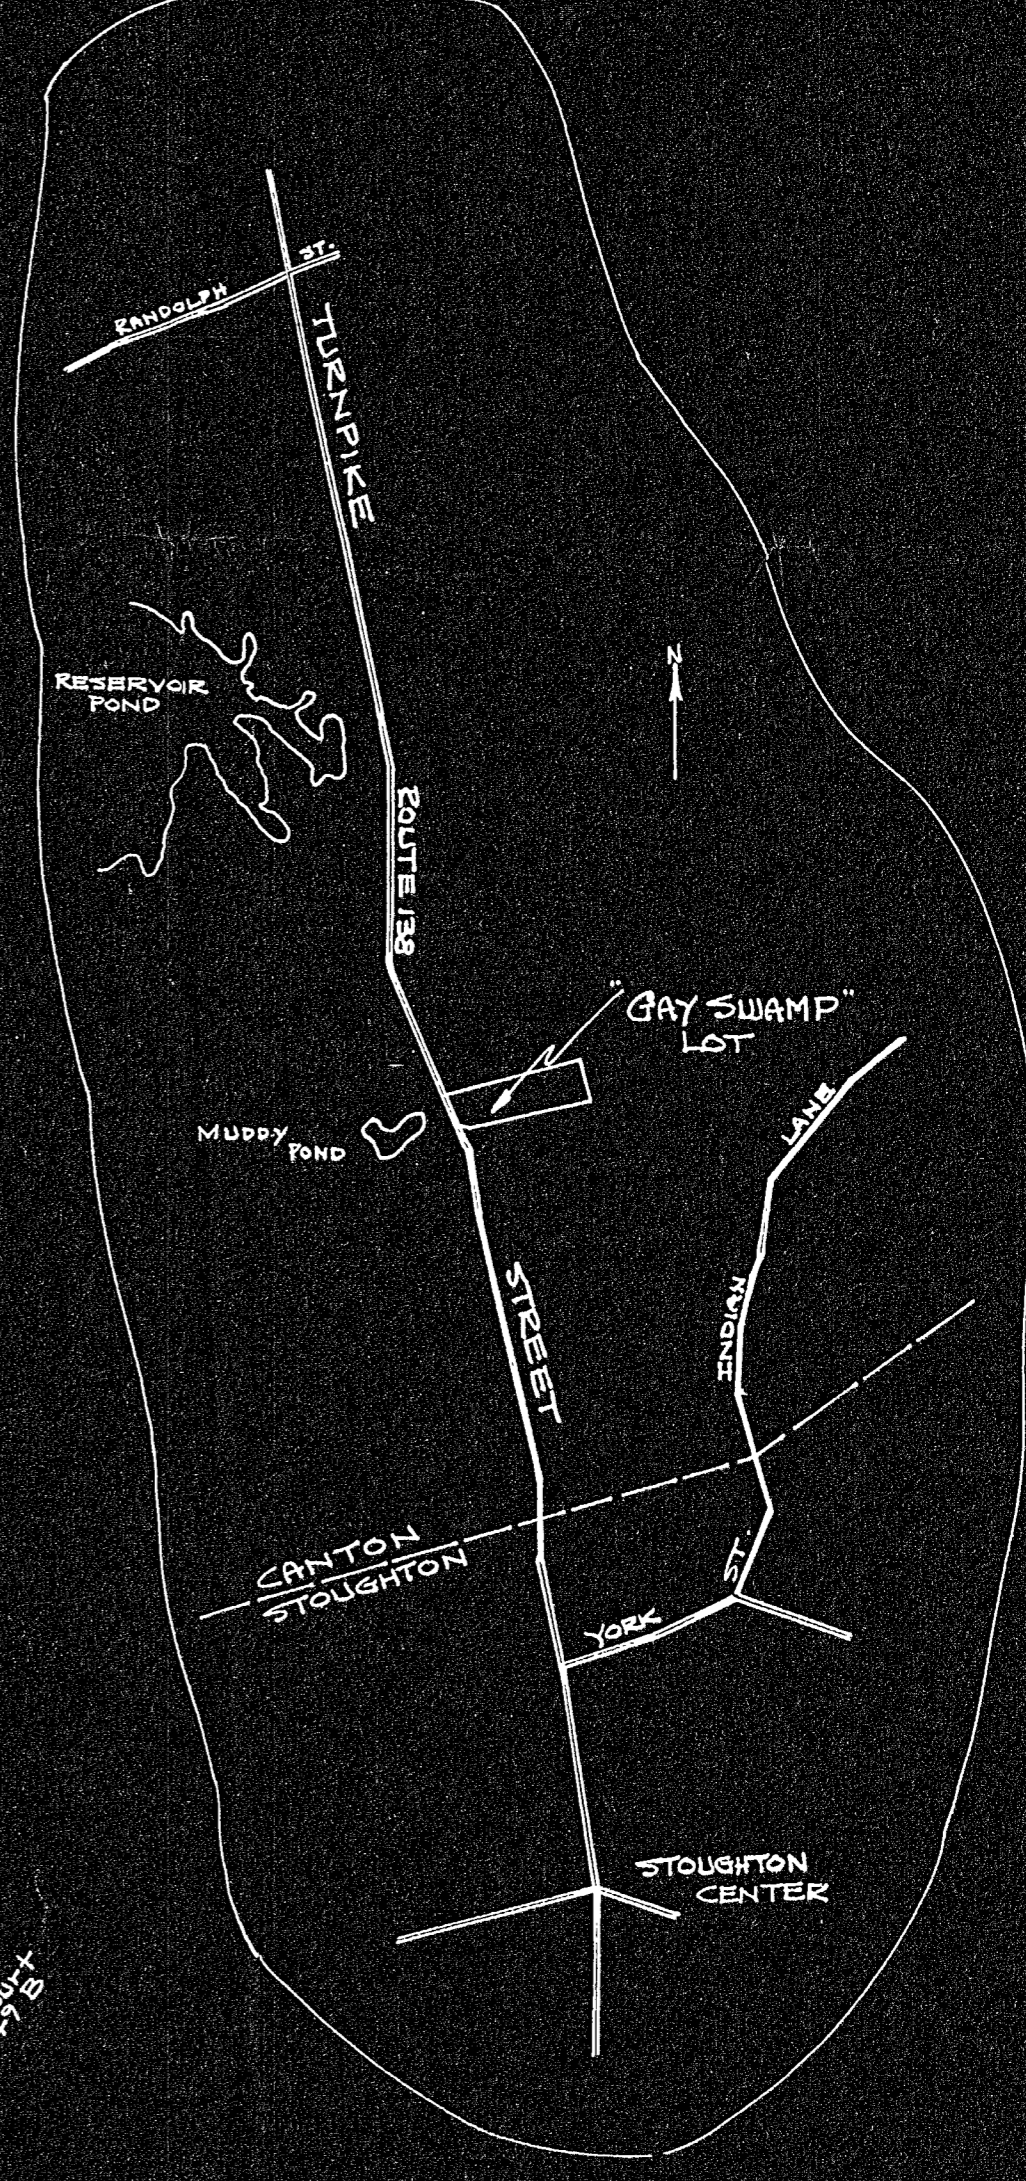 RANDOLPH ST.
TURNPIKE
RESERVOIR
POND
N
ROUTE 138
"GAY SWAMP"
LOT
MUDDY
POND
LANE
INDIAN
STREET
CANTON
STOUGHTON
YORK ST.
STOUGHTON
CENTER